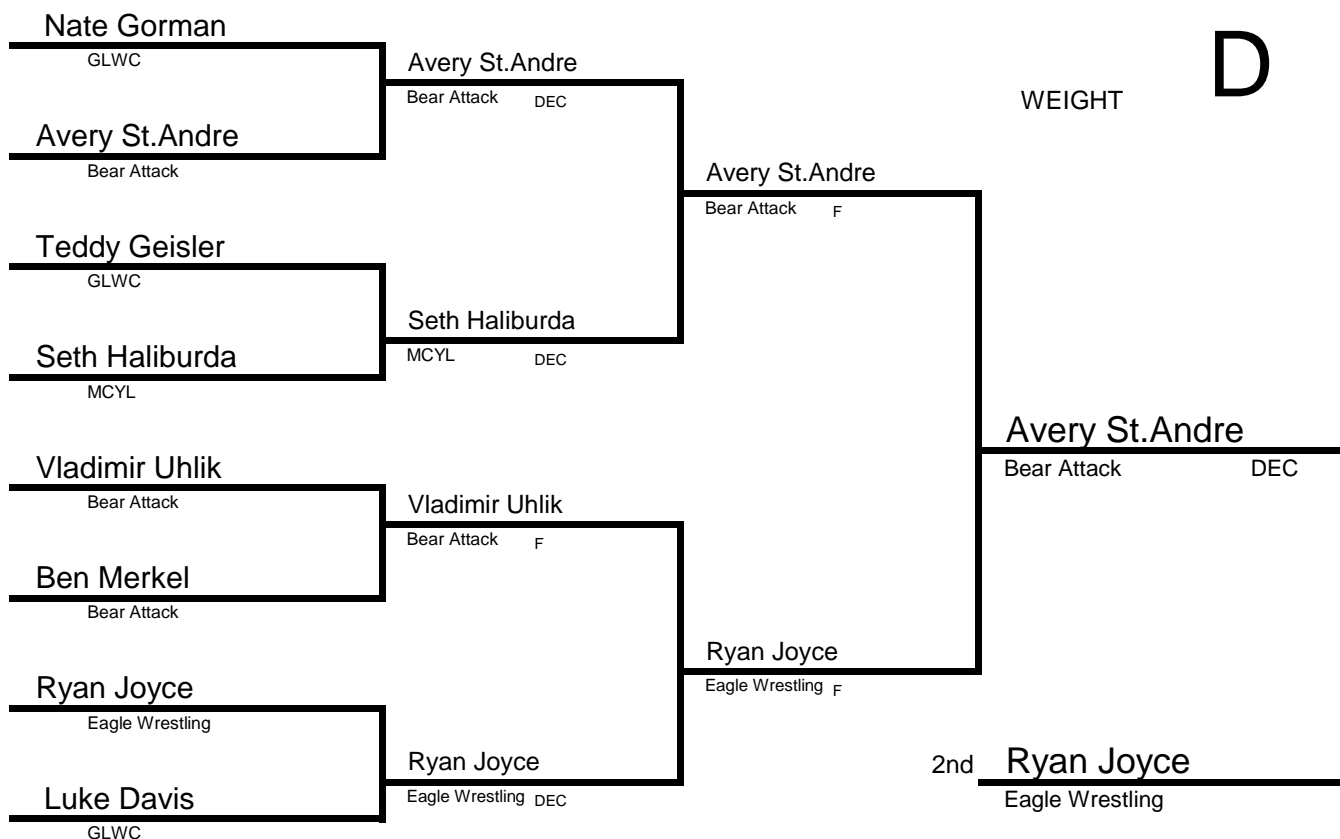 Nate Gorman
GLWC
Avery St.Andre
Bear Attack DEC
D
WEIGHT
Avery St.Andre
Bear Attack
Avery St.Andre
Bear Attack F
Teddy Geisler
GLWC
Seth Haliburda
MCYL DEC
Seth Haliburda
MCYL
Avery St.Andre
Bear Attack DEC
Vladimir Uhlik
Bear Attack
Vladimir Uhlik
Bear Attack F
Ben Merkel
Bear Attack
Ryan Joyce
Eagle Wrestling F
Ryan Joyce
Eagle Wrestling
Ryan Joyce
Eagle Wrestling DEC
2nd Ryan Joyce
Eagle Wrestling
Luke Davis
GLWC